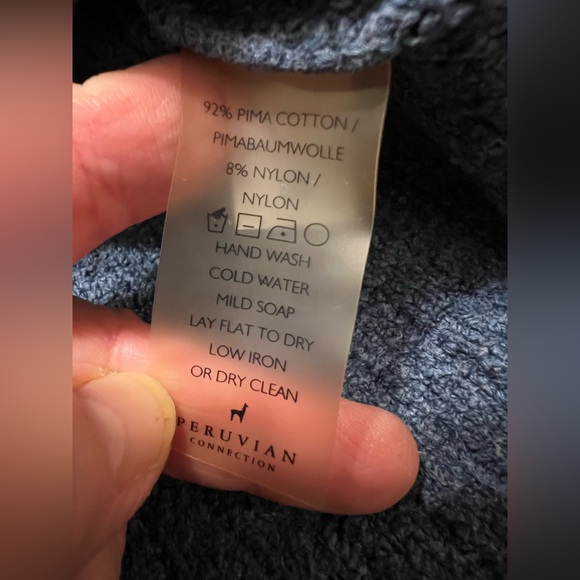 92% PIMA COTTON /
PIMABAUMWOLLE
8% NYLON /
NYLON
HAND WASH
COLD WATER
MILD SOAP
LAY FLAT TO DRY
LOW IRON
OR DRY CLEAN
PERUVIAN
CONNECTION